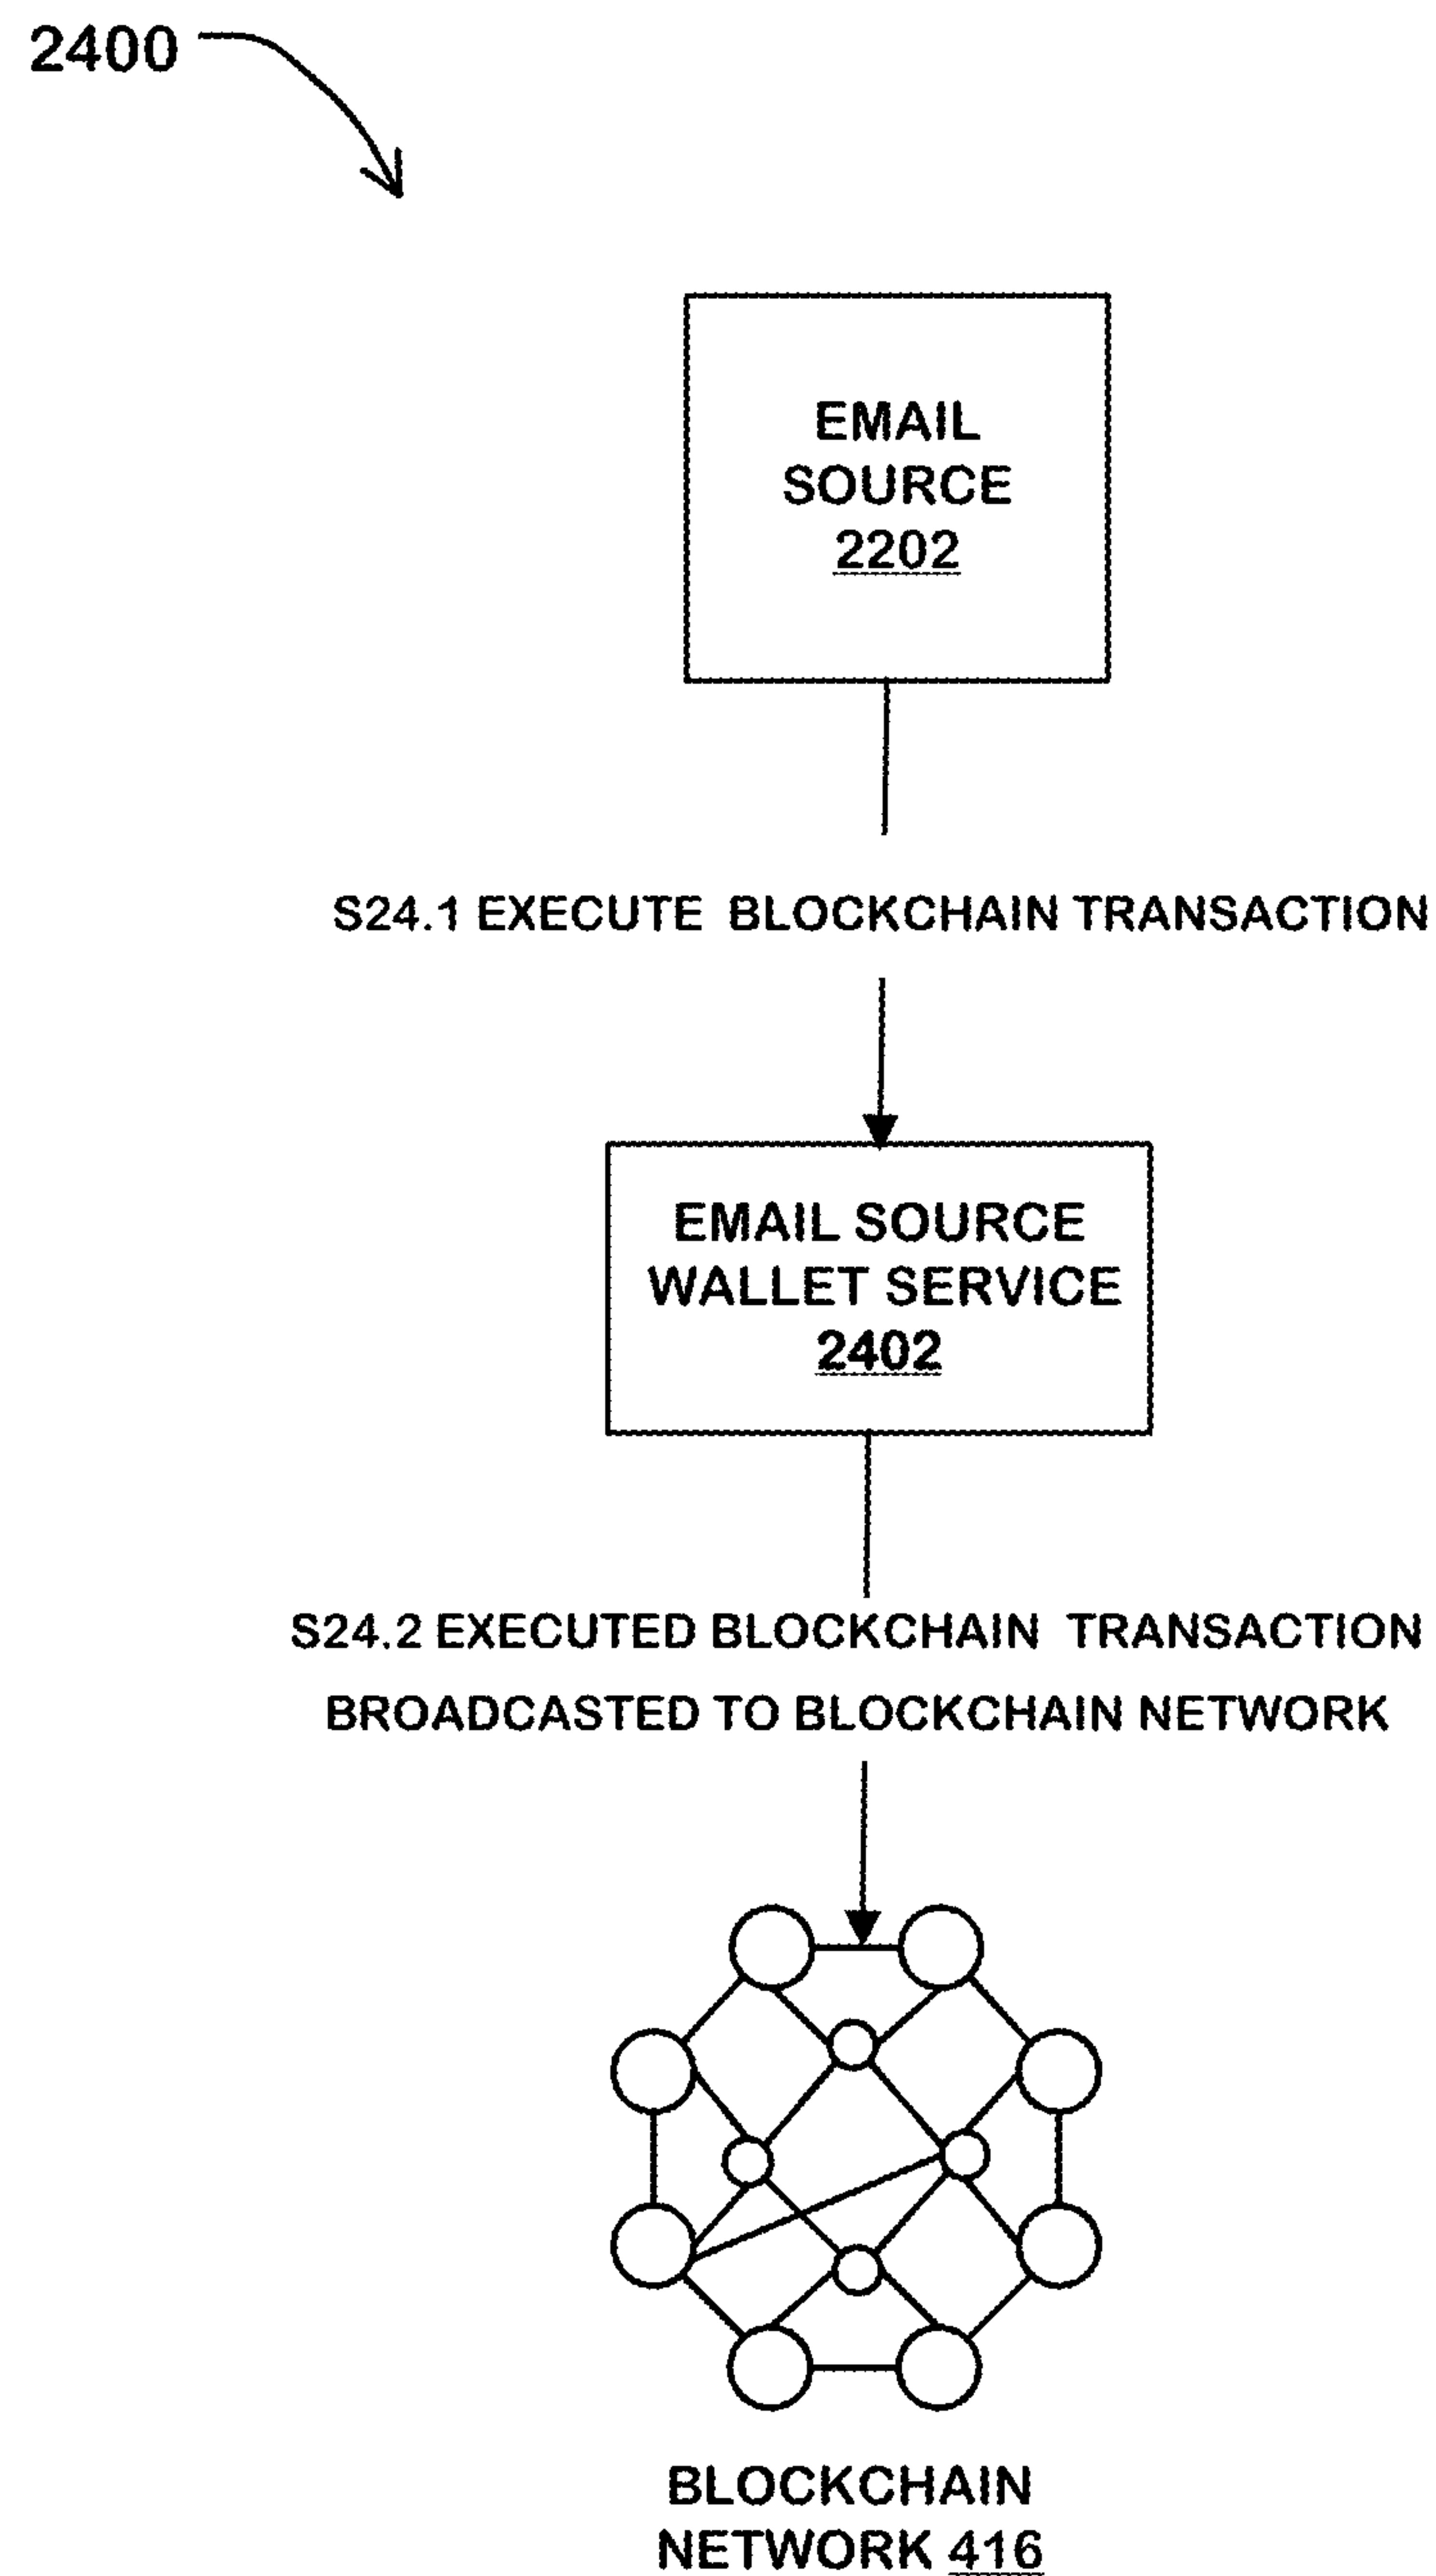 2400
EMAIL
SOURCE
2202
S24.1 EXECUTE BLOCKCHAIN TRANSACTION
EMAIL SOURCE
WALLET SERVICE
2402
S24.2 EXECUTED BLOCKCHAIN TRANSACTION
BROADCASTED TO BLOCKCHAIN NETWORK
BLOCKCHAIN
NETWORK 416